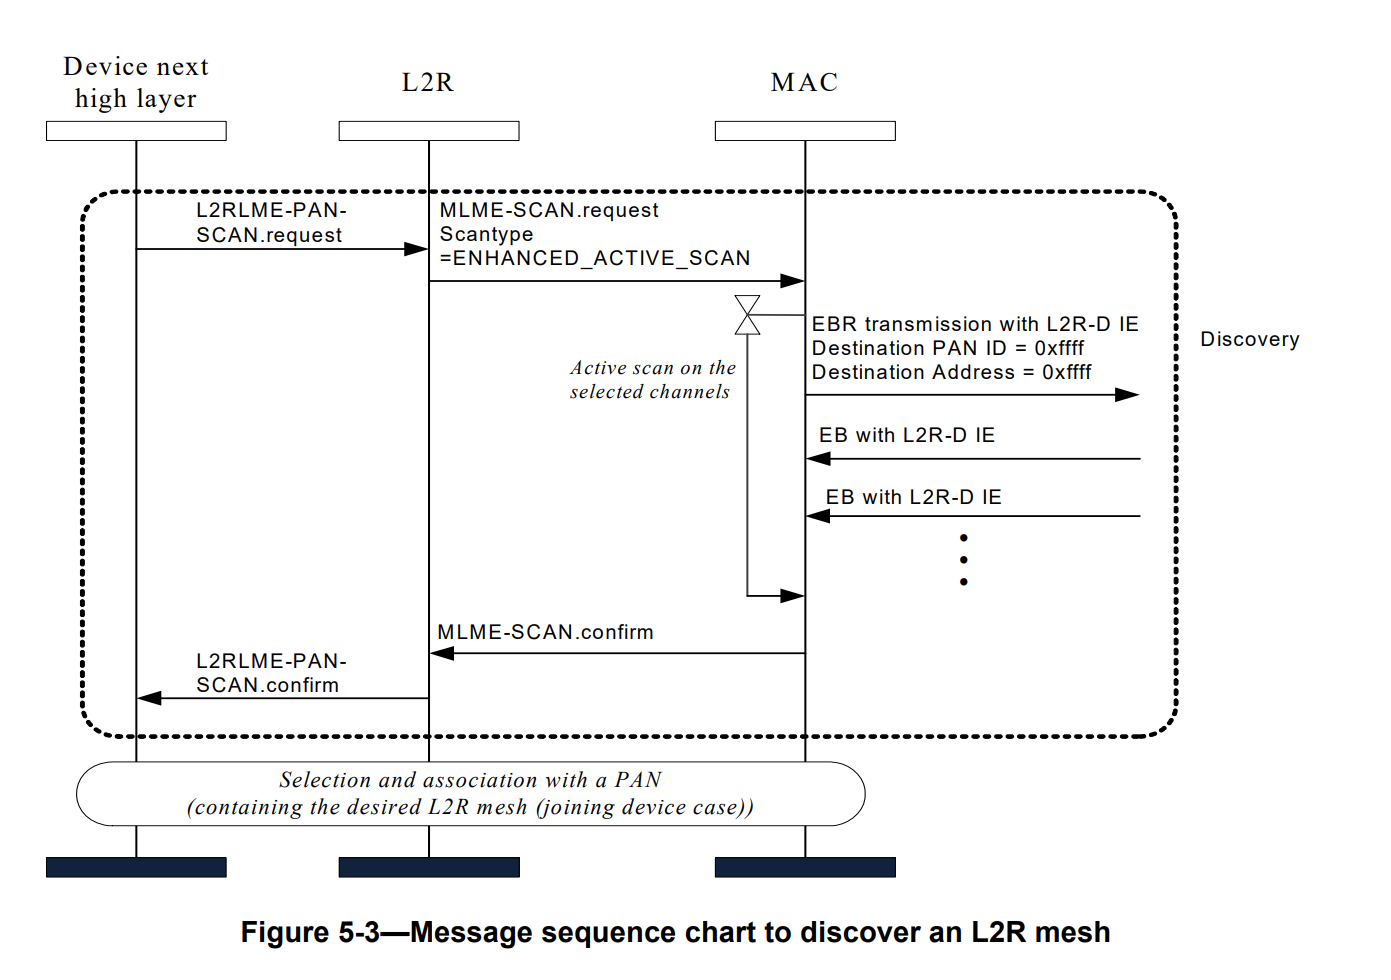 Device next
high layer
L2R
MAC
L2RLME-PAN-
SCAN.request
MLME-SCAN.request
Scantype
=ENHANCED_ACTIVE_SCAN
EBR transmission with L2R-D IE
Destination PAN ID = 0xffff
Destination Address = 0xffff
Discovery
Active scan on the
selected channels
EB with L2R-D IE
EB with L2R-D IE
MLME-SCAN.confirm
L2RLME-PAN-
SCAN.confirm
Selection and association with a PAN
(containing the desired L2R mesh (joining device case))
Figure 5-3—Message sequence chart to discover an L2R mesh